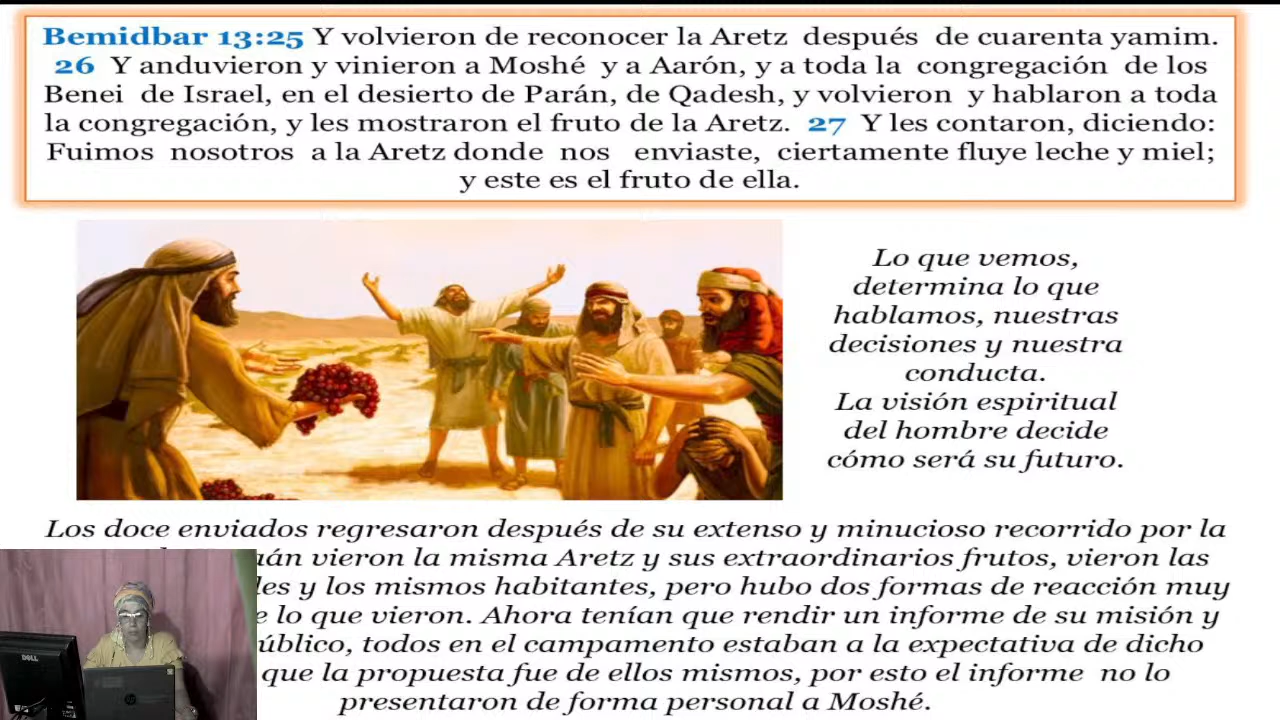 Bemidbar 13:25 Y volvieron de reconocer la Aretz después de cuarenta yamim.
26 Y anduvieron y vinieron a Moshé y a Aarón, y a toda la congregación de los
Benei de Israel, en el desierto de Parán, de Qadesh, y volvieron y hablaron a toda
la congregación, y les mostraron el fruto de la Aretz. 27 Y les contaron, diciendo:
Fuimos nosotros a la Aretz donde nos enviaste, ciertamente fluye leche y miel;
y este es el fruto de ella.
Lo que vemos,
determina lo que
hablamos, nuestras
decisiones y nuestra
conducta.
La visión espiritual
del hombre decide
cómo será su futuro.
Los doce enviados regresaron después de su extenso y minucioso recorrido por la
vieron la misma Aretz y sus extraordinarios frutos, vieron las
y los mismos habitantes, pero hubo dos formas de reacción muy
lo que vieron. Ahora tenían que rendir un informe de su misión y
todos en el campamento estaban a la expectativa de dicho
que la propuesta fue de ellos mismos, por esto el informe no lo
presentaron de forma personal a Moshé.
DELL